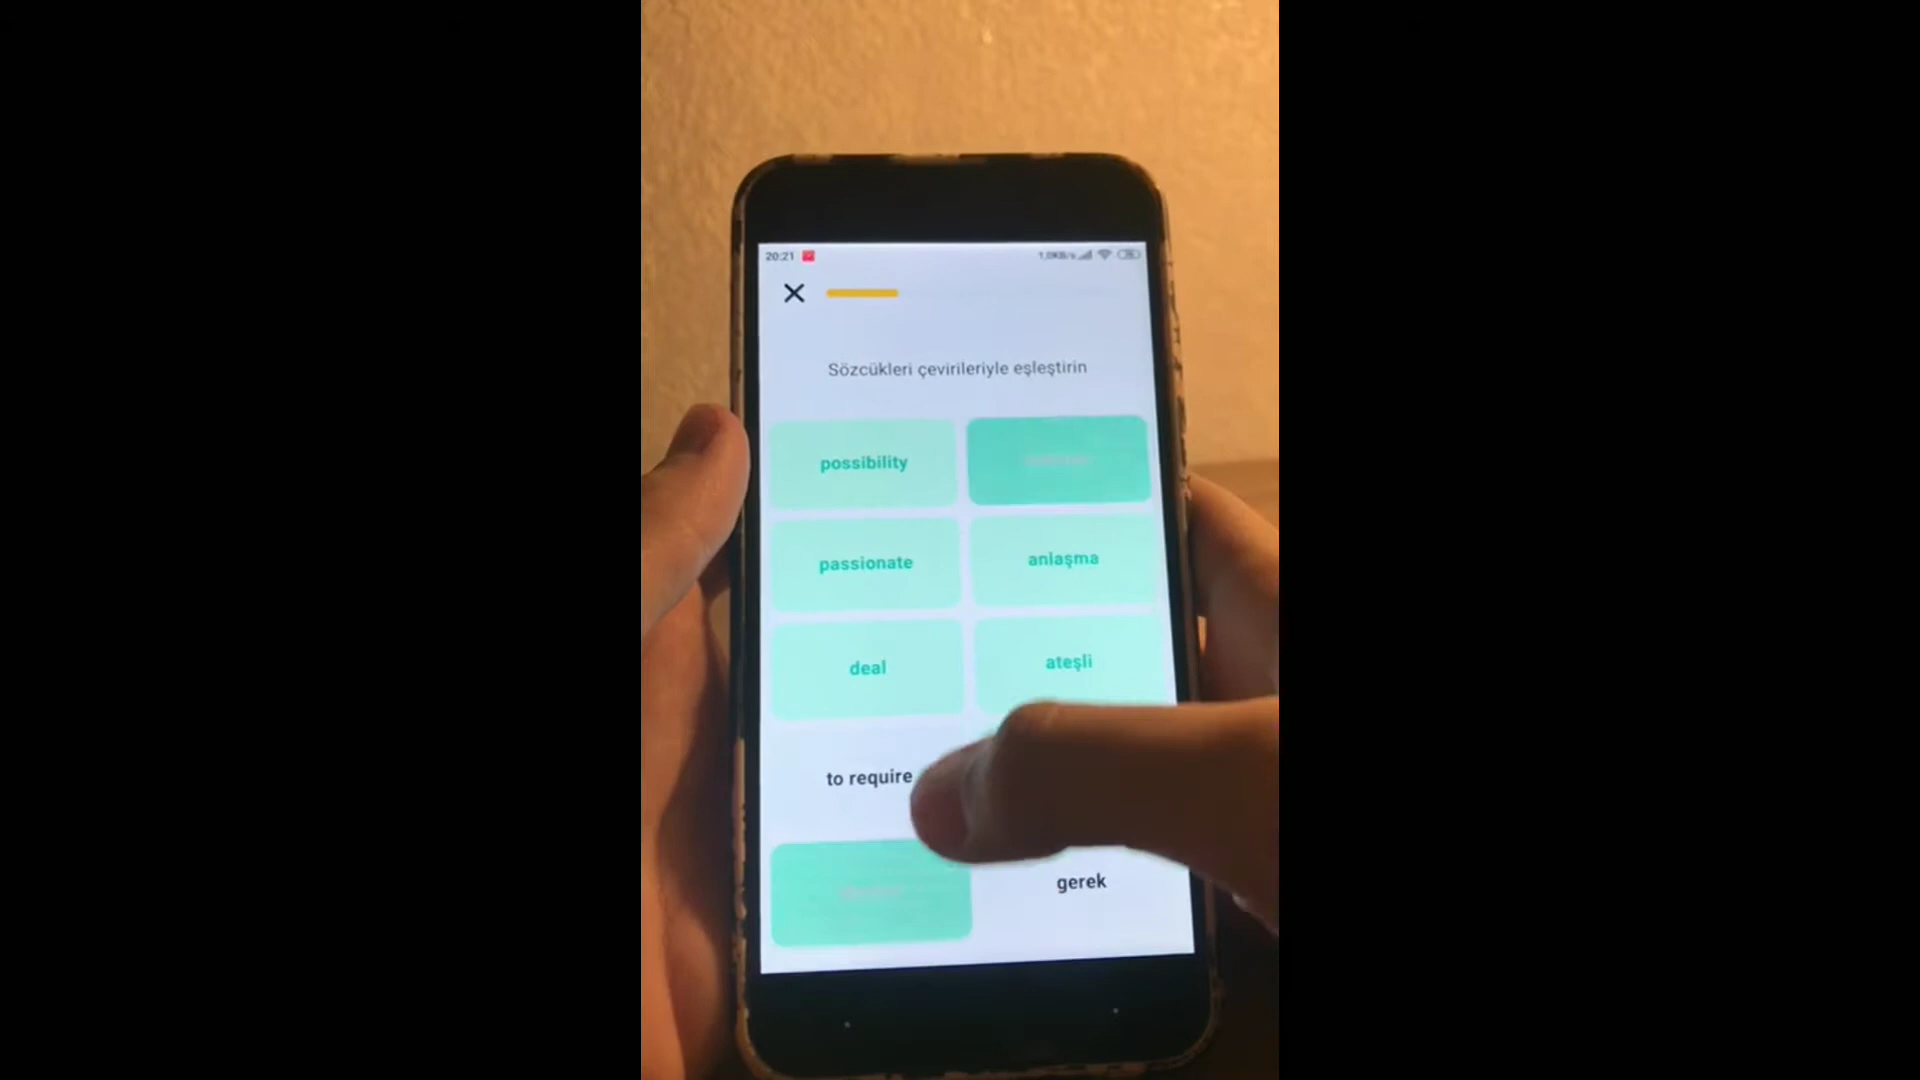 20:21
Sözcükleri çevirileriyle eşleştirin
possibility
passionate
anlaşma
deal
ateşli
to require
gerek